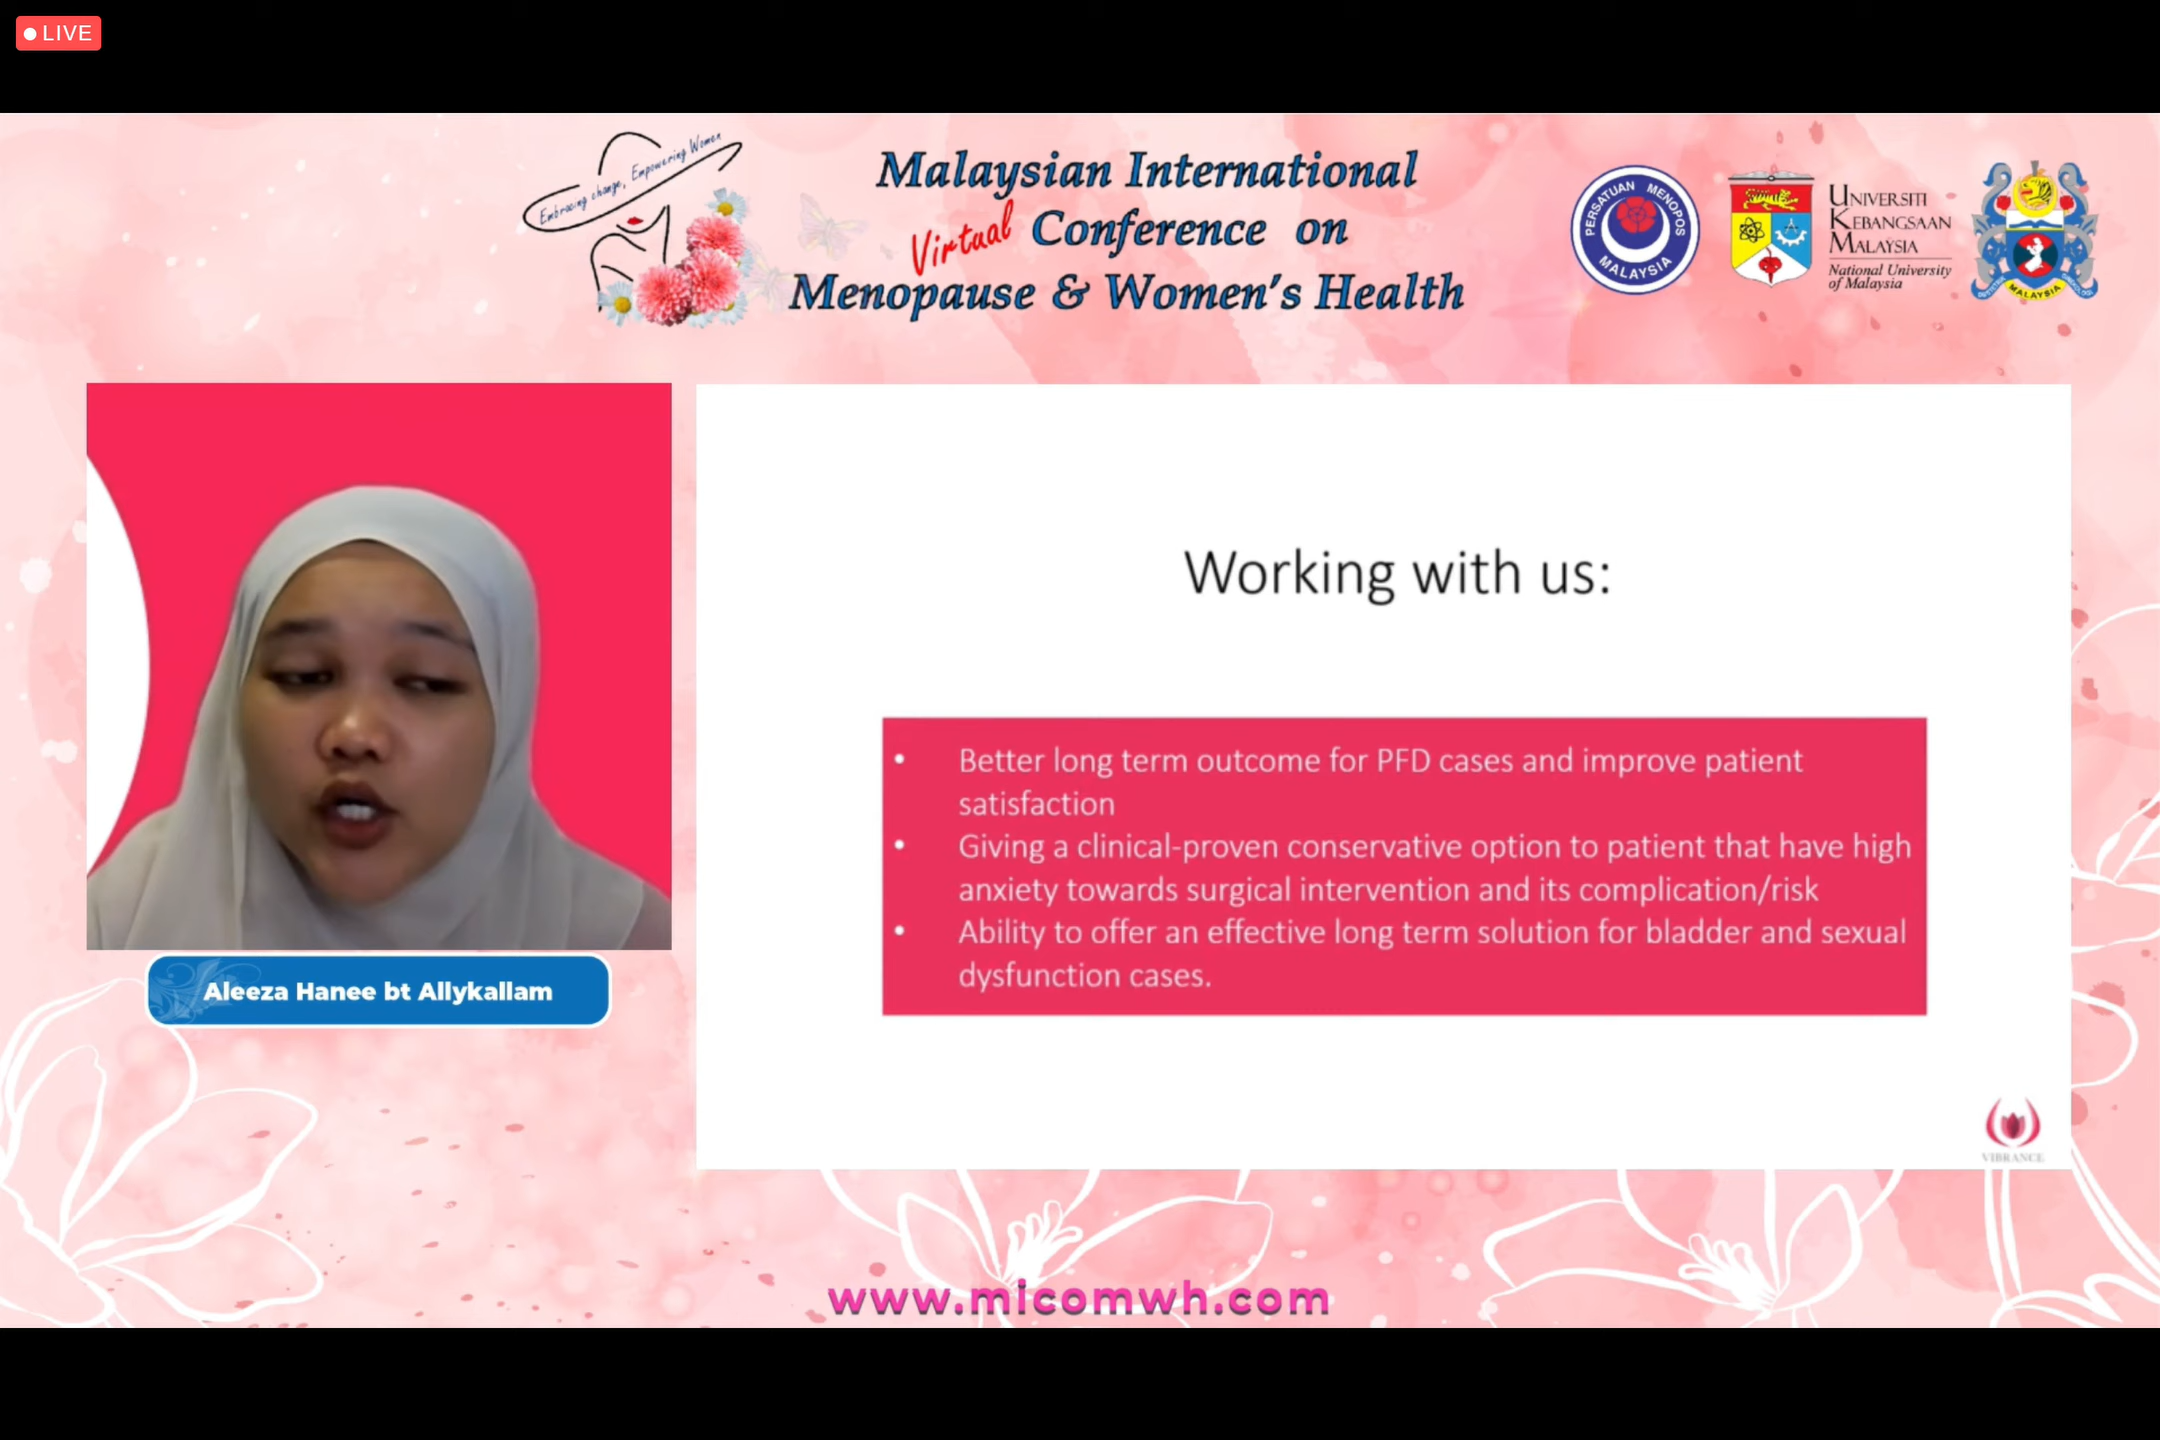 LIVE
Embracing change, Empowering Women
Malaysian International
Virtual Conference on
Menopause & Women's Health
PERSATUAN MENOPOS
MALAYSIA
UNIVERSITI
KEBANGSAAN
MALAYSIA
National University
of Malaysia
MALAYSIA
Working with us:
• Better long term outcome for PFD cases and improve patient
satisfaction
• Giving a clinical-proven conservative option to patient that have high
anxiety towards surgical intervention and its complication/risk
• Ability to offer an effective long term solution for bladder and sexual
dysfunction cases.
Aleeza Hanee bt Allykallam
VIBRANCE
www.micomwh.com